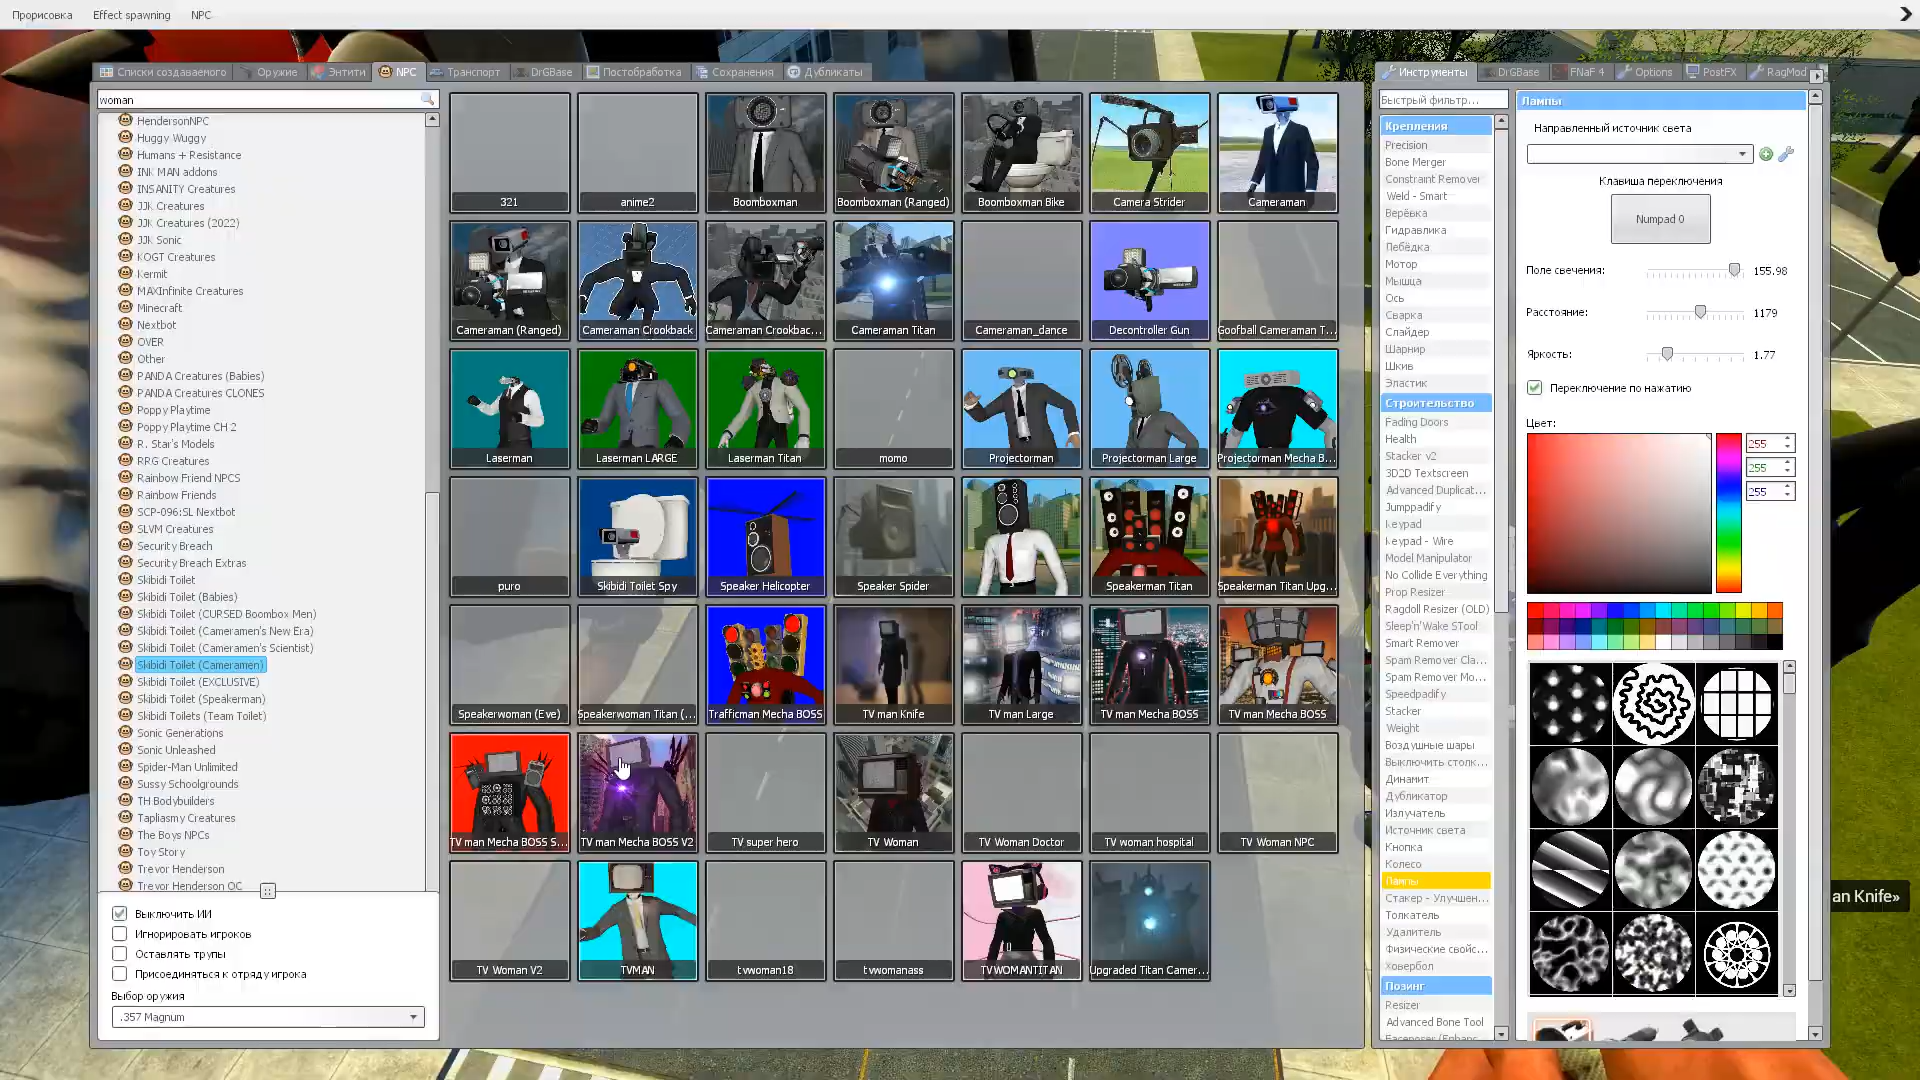 Прорисовка Effect spawning NPC
Списки создаваемого Оружие Энтити NPC Транспорт DrGBase Постобработка Сохранения Дубликаты
woman
HendersonNPC
Huggy Wuggy
Humans + Resistance
INK MAN addons
INSANITY Creatures
JJK Creatures
JJK Creatures (2022)
JJK Sonic
KOGT Creatures
Kermit
MAXInfinite Creatures
Minecraft
Nextbot
OVER
Other
PANDA Creatures (Babies)
PANDA Creatures CLONES
Poppy Playtime
Poppy Playtime CH 2
R. Star's Models
RRG Creatures
Rainbow Friend NPCS
Rainbow Friends
SCP-096:SL Nextbot
SLVM Creatures
Security Breach
Security Breach Extras
Skibidi Toilet
Skibidi Toilet (Babies)
Skibidi Toilet (CURSED Boombox Men)
Skibidi Toilet (Cameramen's New Era)
Skibidi Toilet (Cameramen's Scientist)
Skibidi Toilet (Cameramen)
Skibidi Toilet (EXCLUSIVE)
Skibidi Toilet (Speakerman)
Skibidi Toilets (Team Toilet)
Sonic Generations
Sonic Unleashed
Spider-Man Unlimited
Sussy Schoolgrounds
TH Bodybuilders
Tapliasmy Creatures
The Boys NPCs
Toy Story
Trevor Henderson
Trevor Henderson OC
Выключить ИИ
Игнорировать игроков
Оставлять трупы
Присоединяться к отряду игрока
Выбор оружия
.357 Magnum
321 anime2 Boomboxman Boomboxman (Ranged) Boomboxman Bike Camera Strider Cameraman
Cameraman (Ranged) Cameraman Crookback Cameraman Crookbac... Cameraman Titan Cameraman_dance Decontroller Gun Goofball Cameraman T...
Laserman Laserman LARGE Laserman Titan momo Projectorman Projectorman Large Projectorman Mecha B...
puro Skibidi Toilet Spy Speaker Helicopter Speaker Spider Speakerman Titan Speakerman Titan Upg...
Speakerwoman (Eve) Speakerwoman Titan (... Trafficman Mecha BOSS TV man Knife TV man Large TV man Mecha BOSS TV man Mecha BOSS
TV man Mecha BOSS S... TV man Mecha BOSS V2 TV super hero TV Woman TV Woman Doctor TV woman hospital TV Woman NPC
TV Woman V2 TVMAN tvwoman18 tvwomanass TVWOMANTITAN Upgraded Titan Camer...
Инструменты DrGBase FNaF 4 Options PostFX RagMod
Быстрый фильтр...
Крепления
Precision
Bone Merger
Constraint Remover
Weld - Smart
Верёвка
Гидравлика
Лебёдка
Мотор
Мышца
Ось
Сварка
Слайдер
Шарнир
Шкив
Эластик
Строительство
Fading Doors
Health
Stacker v2
3D2D Textscreen
Advanced Duplicat...
Jumppadify
Keypad
Keypad - Wire
Model Manipulator
No Collide Everything
Prop Resizer
Ragdoll Resizer (OLD)
Sleep'n'Wake STool
Smart Remover
Spam Remover Cla...
Spam Remover Mo...
Speedpadify
Stacker
Weight
Воздушные шары
Выключить столк...
Динамит
Дубликатор
Излучатель
Источник света
Кнопка
Колесо
Лампы
Стакер - Улучшен...
Толкатель
Удалитель
Физические свойс...
Ховербол
Позинг
Resizer
Advanced Bone Tool
Faceposer (Enhanc...
Лампы
Направленный источник света
Клавиша переключения
Numpad 0
Поле свечения: 155.98
Расстояние: 1179
Яркость: 1.77
Переключение по нажатию
Цвет:
255
255
255
an Knife»